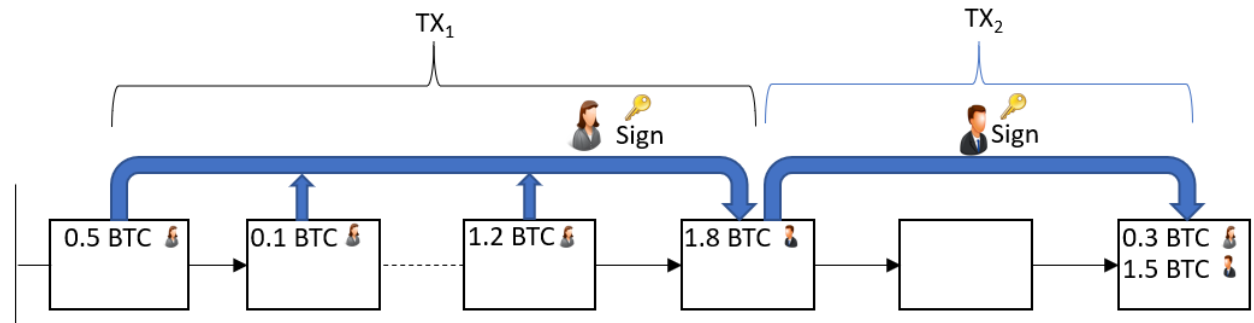 TX₁
TX₂
Sign
Sign
0.5 BTC
0.1 BTC
1.2 BTC
1.8 BTC
0.3 BTC
1.5 BTC